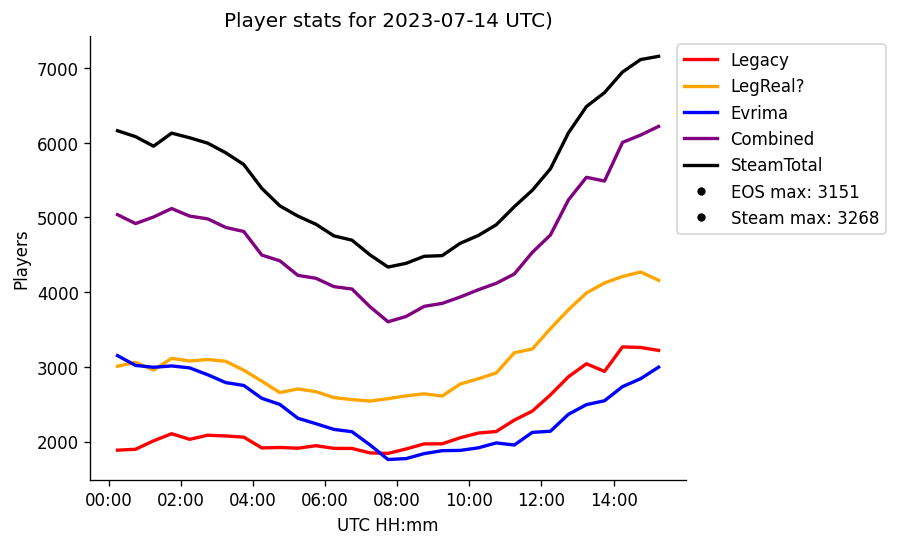 Player stats for 2023-07-14 UTC)
7000
6000
5000
4000
3000
2000
Players
00:00 02:00 04:00 06:00 08:00 10:00 12:00 14:00
UTC HH:mm
Legacy
LegReal?
Evrima
Combined
SteamTotal
EOS max: 3151
Steam max: 3268